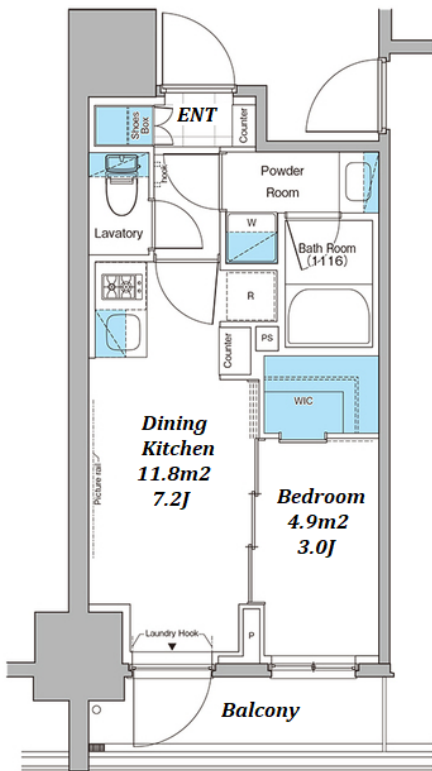 ENT
Shoes
Box
Counter
hook
Powder
Room
Lavatory
W
Bath Room
(1116)
R
Counter
PS
WIC
Dining
Kitchen
11.8m2
7.2J
Picture rail
Bedroom
4.9m2
3.0J
Laundry Hook
P
Balcony